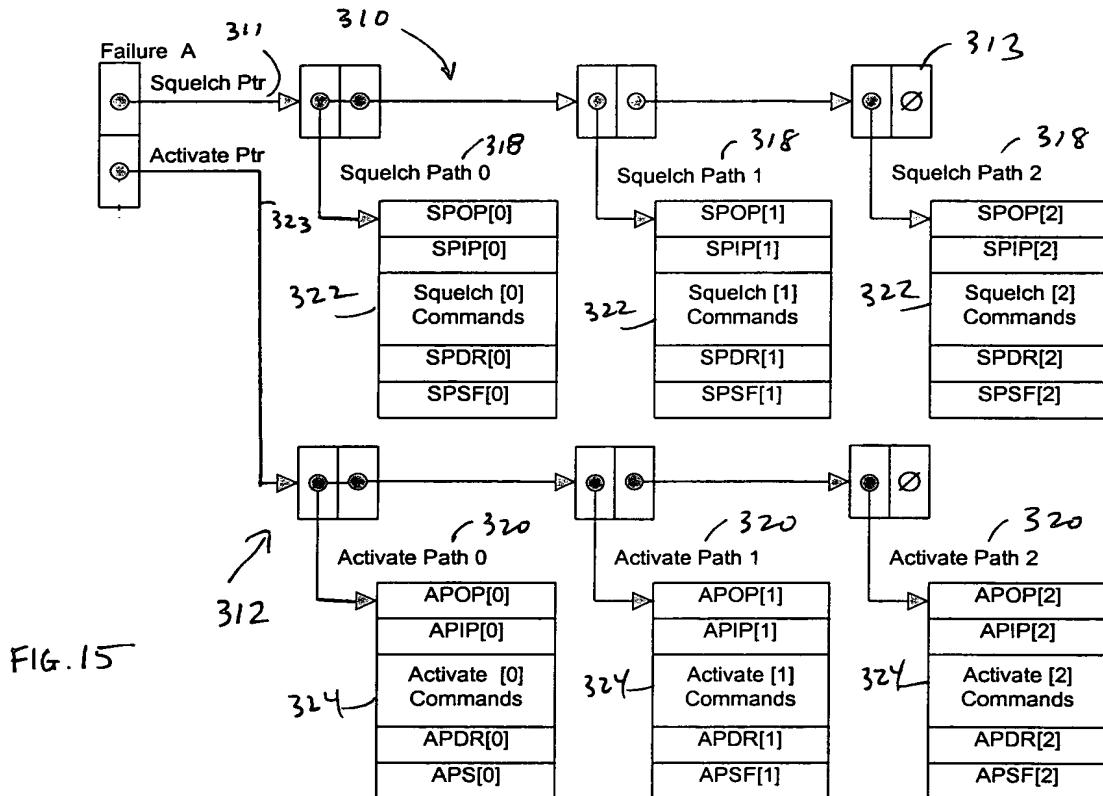 311
310
313
Failure A
Squelch Ptr
∅
Activate Ptr
318
318
318
Squelch Path 0
Squelch Path 1
Squelch Path 2
323
SPOP[0]
SPOP[1]
SPOP[2]
SPIP[0]
SPIP[1]
SPIP[2]
322
Squelch [0]
Commands
322
Squelch [1]
Commands
322
Squelch [2]
Commands
SPDR[0]
SPDR[1]
SPDR[2]
SPSF[0]
SPSF[1]
SPSF[2]
∅
320
320
320
Activate Path 0
Activate Path 1
Activate Path 2
312
APOP[0]
APOP[1]
APOP[2]
APIP[0]
APIP[1]
APIP[2]
FIG. 15
324
Activate [0]
Commands
324
Activate [1]
Commands
324
Activate [2]
Commands
APDR[0]
APDR[1]
APDR[2]
APS[0]
APSF[1]
APSF[2]